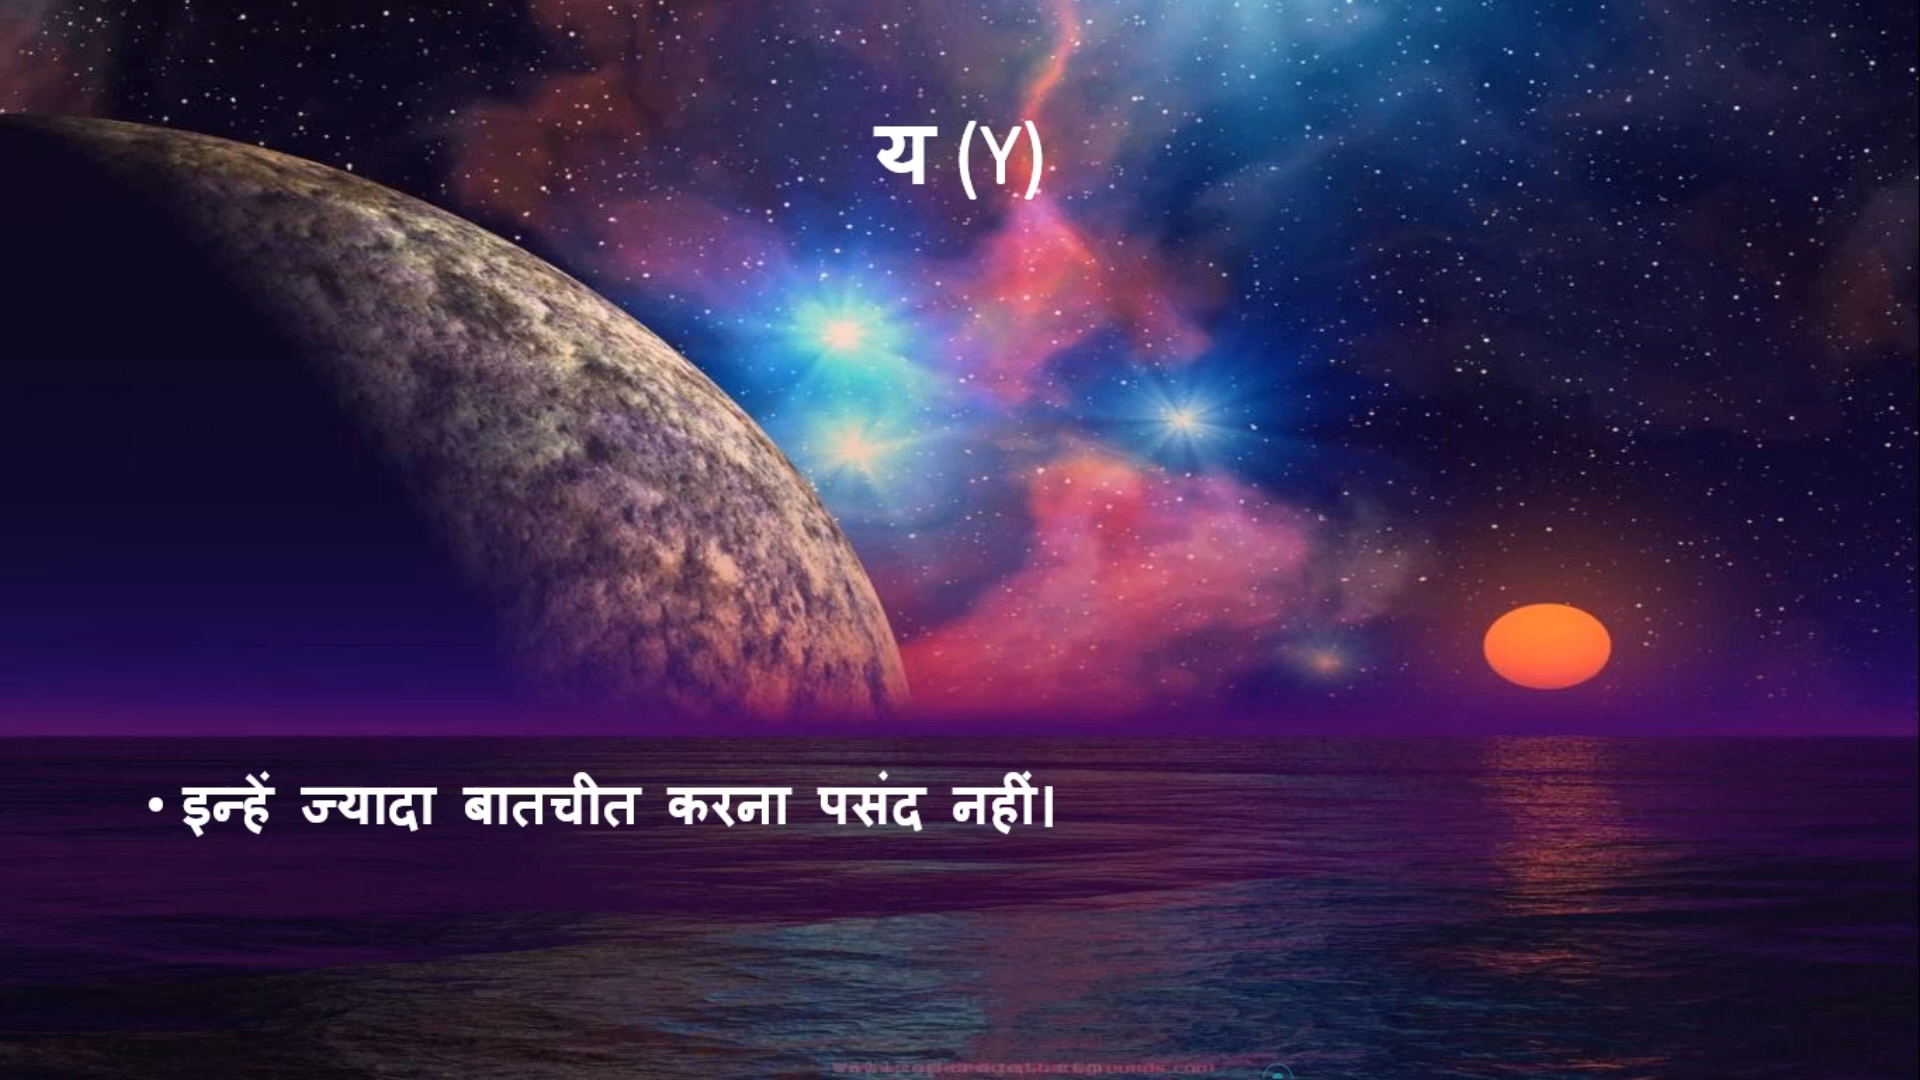 य (Y)
• इन्हें ज्यादा बातचीत करना पसंद नहीं।